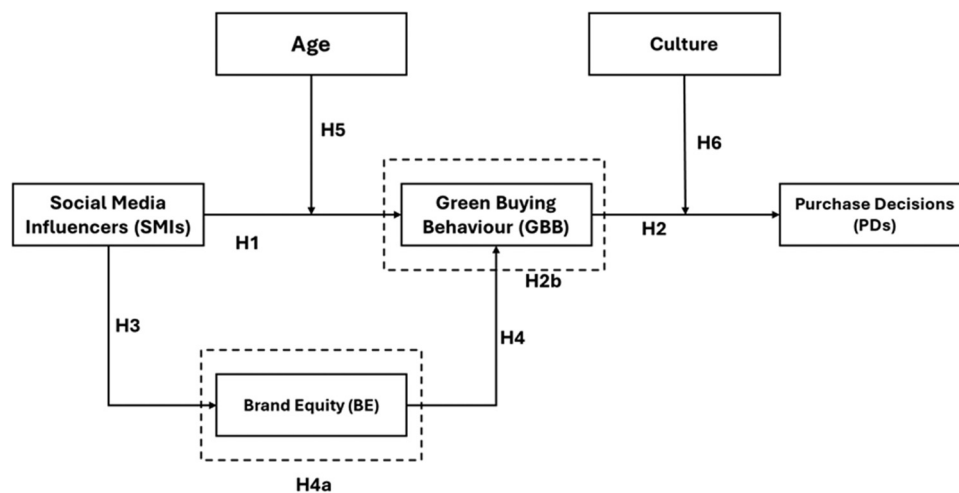 Age
Culture
H5
H6
Social Media
Influencers (SMIs)
Green Buying
Behaviour (GBB)
Purchase Decisions
(PDs)
H1
H2
H2b
H3
H4
Brand Equity (BE)
H4a